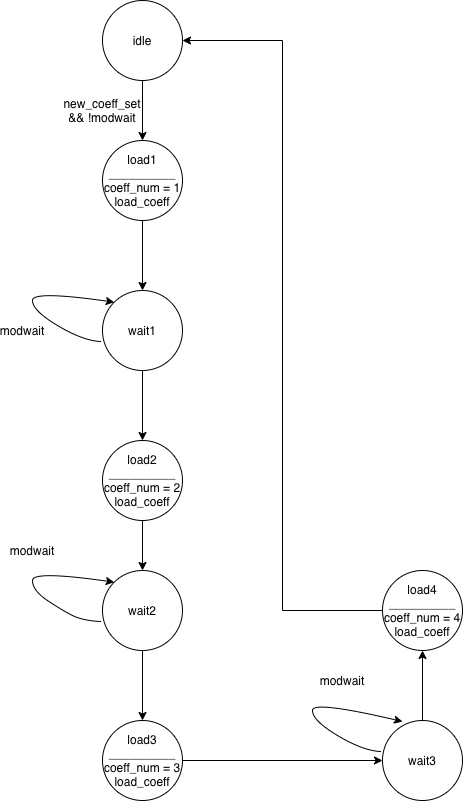 idle
new_coeff_set
&& !modwait
load1
coeff_num = 1
load_coeff
modwait
wait1
load2
coeff_num = 2
load_coeff
modwait
wait2
load3
coeff_num = 3
load_coeff
modwait
wait3
load4
coeff_num = 4
load_coeff